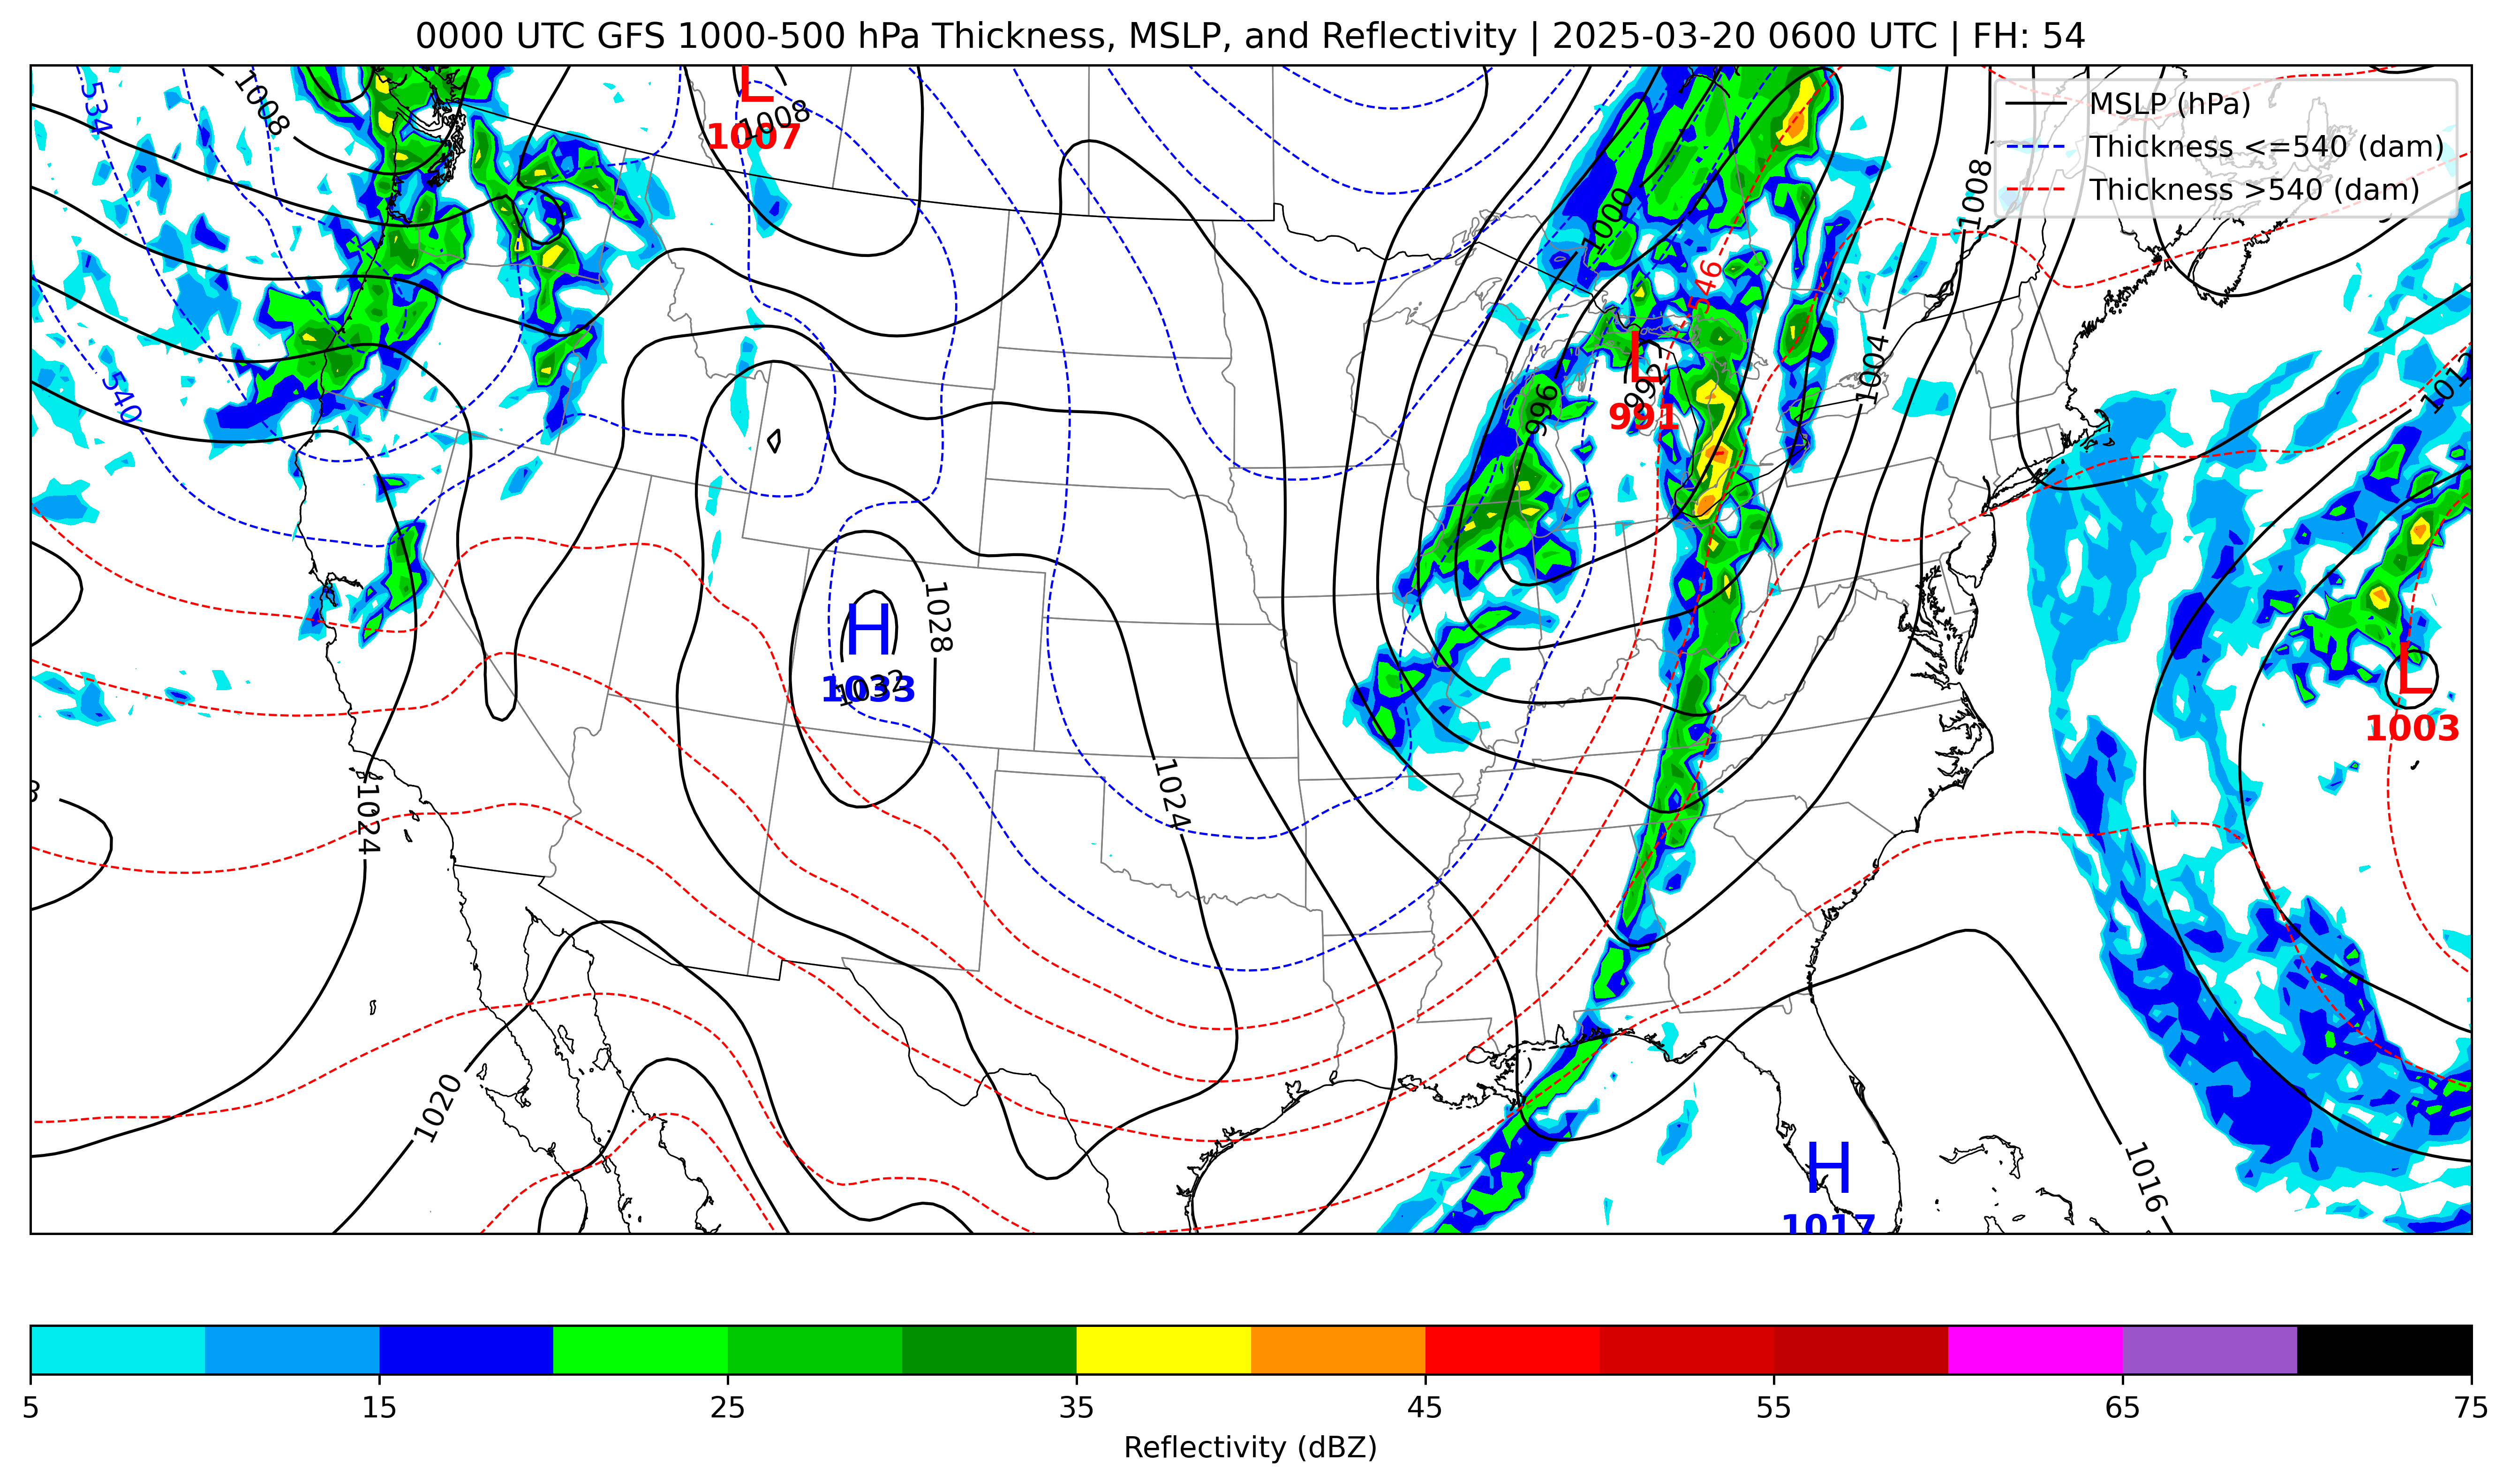 0000 UTC GFS 1000-500 hPa Thickness, MSLP, and Reflectivity | 2025-03-20 0600 UTC | FH: 54
MSLP (hPa)
Thickness <=540 (dam)
Thickness >540 (dam)
534
1008
L
1008
1007
1008
1000
546
L
992
991
996
1004
1012
540
H
1028
1032
1033
L
1003
1024
1024
1020
H
1017
1016
5 15 25 35 45 55 65 75
Reflectivity (dBZ)